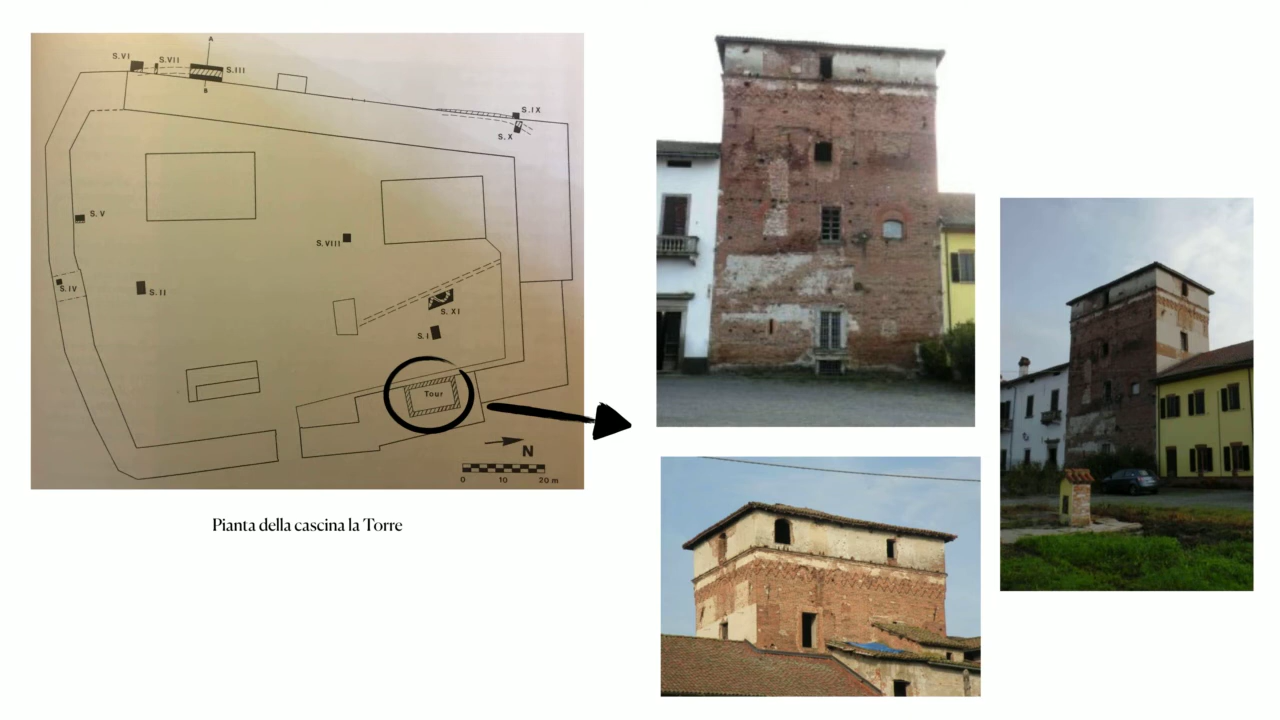 A
S.VI
S.VII
S.III
B
S.IX
S.X
S.V
S.VIII
S.IV
S.II
S.XI
S.I
Tour
N
0 10 20 m
Pianta della cascina la Torre